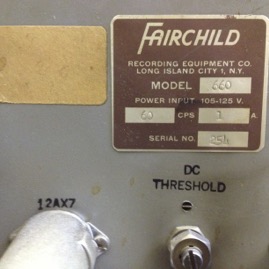 FAIRCHILD
RECORDING EQUIPMENT CO.
LONG ISLAND CITY 1, N.Y.
MODEL 660
POWER INPUT 105-125 V.
60 CPS 1 A.
SERIAL NO. 254
DC
THRESHOLD
12AX7